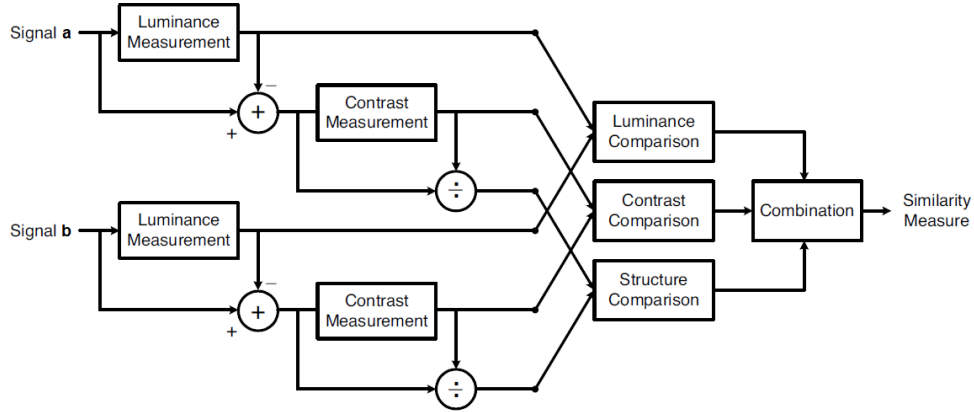 Signal a
Luminance
Measurement
−
+
+
Contrast
Measurement
÷
Signal b
Luminance
Measurement
−
+
+
Contrast
Measurement
÷
Luminance
Comparison
Contrast
Comparison
Structure
Comparison
Combination
Similarity
Measure